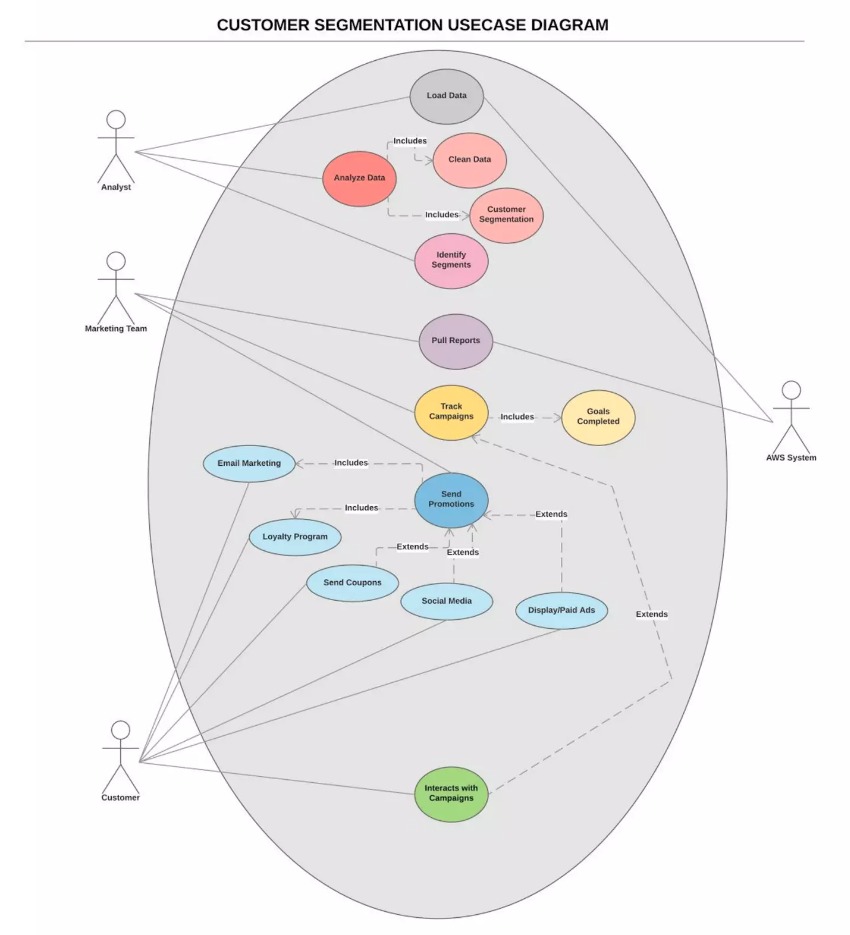 CUSTOMER SEGMENTATION USECASE DIAGRAM
Load Data
Includes
Clean Data
Analyze Data
Analyst
Includes
Customer
Segmentation
Identify
Segments
Marketing Team
Pull Reports
Track
Campaigns
Includes
Goals
Completed
AWS System
Email Marketing
Includes
Send
Promotions
Includes
Extends
Loyalty Program
Extends
Extends
Send Coupons
Social Media
Display/Paid Ads
Extends
Customer
Interacts with
Campaigns